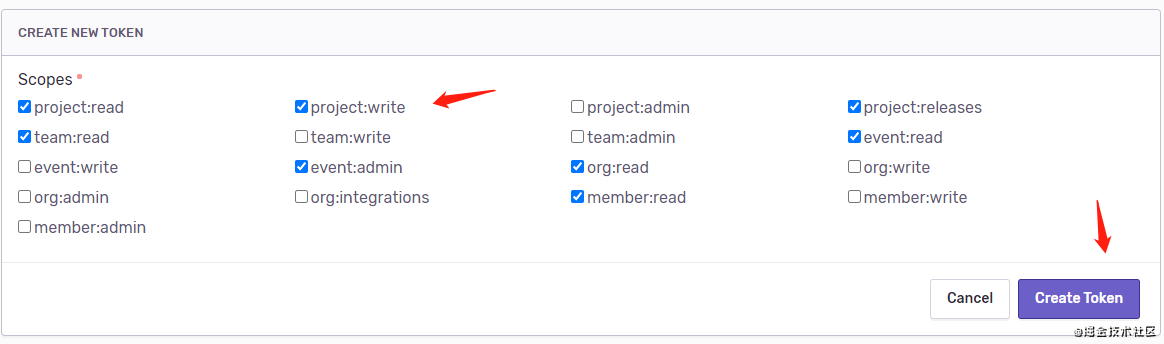 CREATE NEW TOKEN
Scopes *
project:read project:write project:admin project:releases
team:read team:write team:admin event:read
event:write event:admin org:read org:write
org:admin org:integrations member:read member:write
member:admin
Cancel Create Token
@掘金技术社区